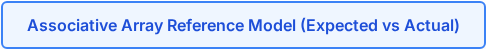 Associative Array Reference Model (Expected vs Actual)